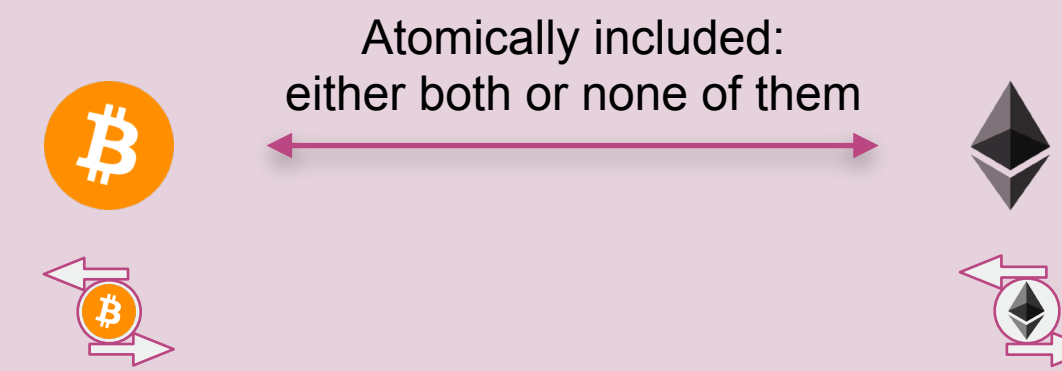 Atomically included:
either both or none of them